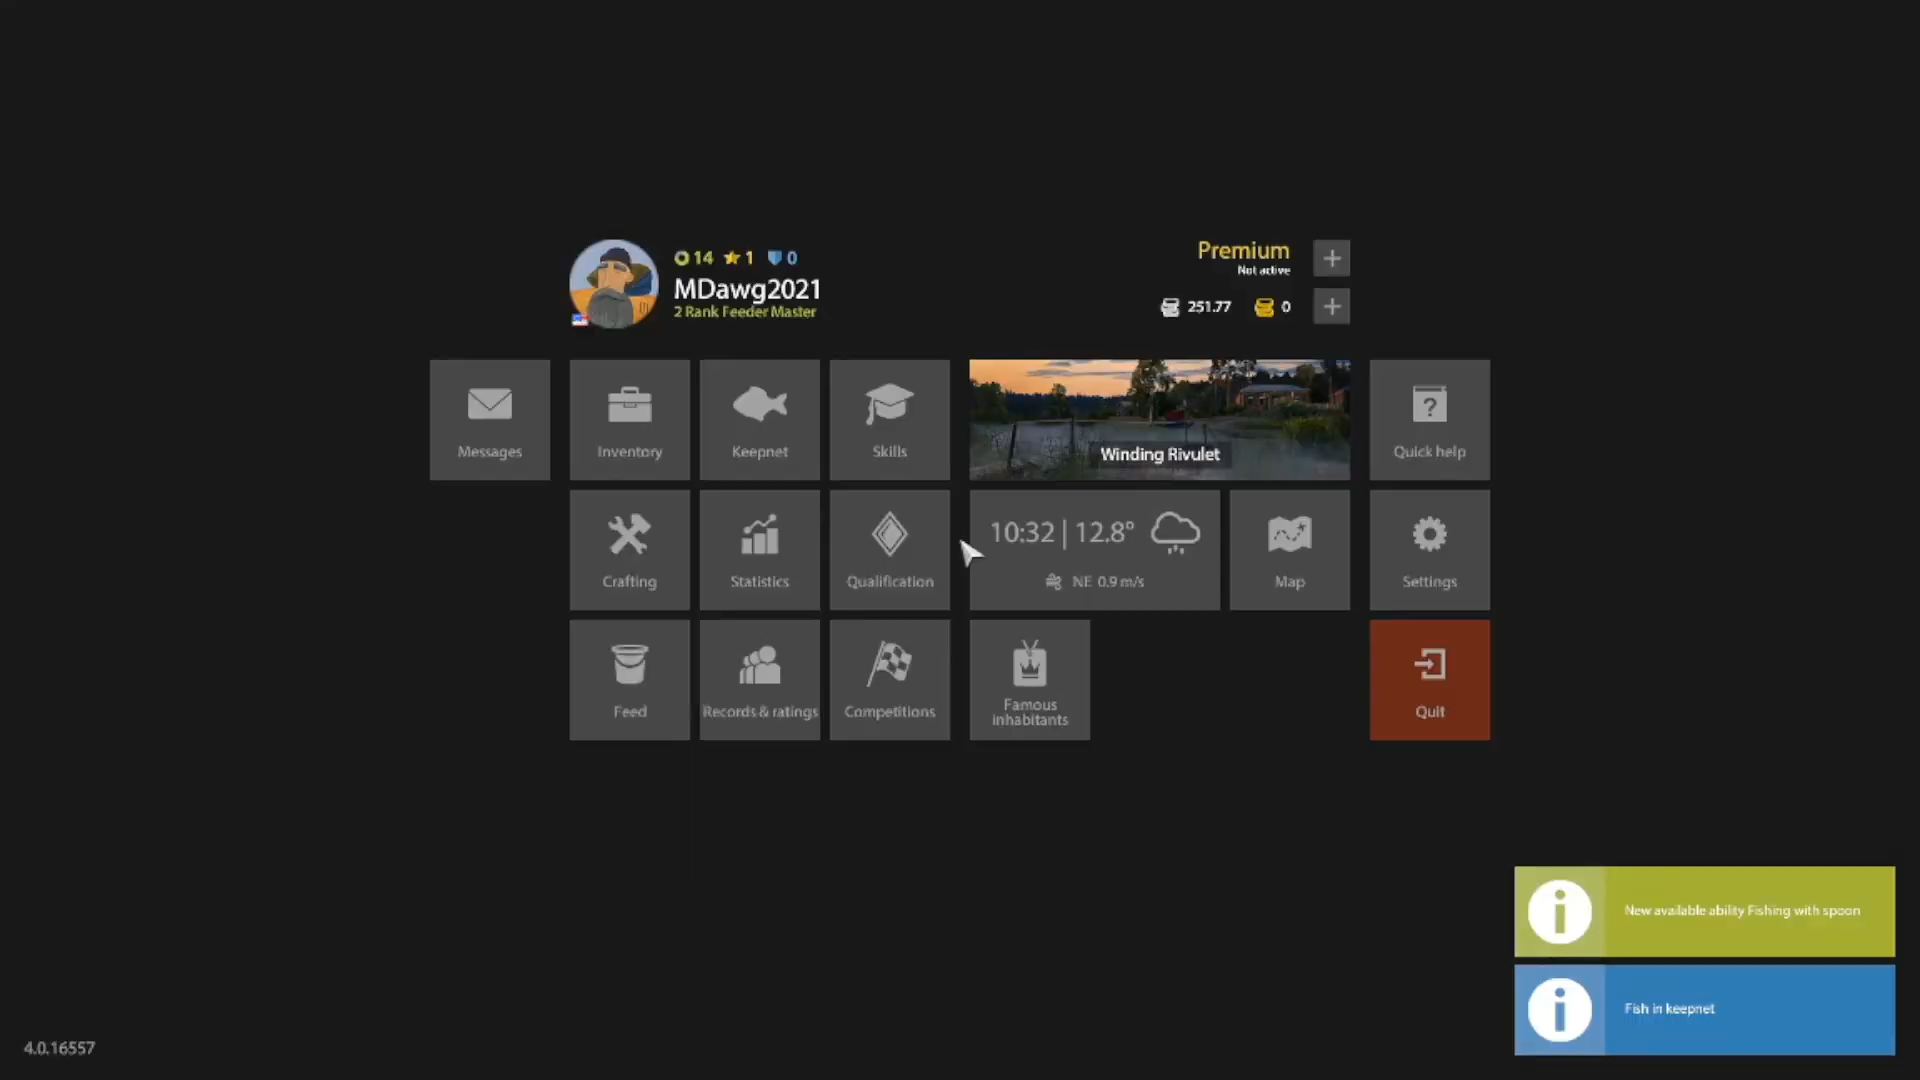 14 1 0
MDawg2021
2 Rank Feeder Master
Premium
Not active
251.77 0
Messages
Inventory
Keepnet
Skills
Winding Rivulet
Quick help
Crafting
Statistics
Qualification
10:32 | 12.8°
NE 0.9 m/s
Map
Settings
Feed
Records & ratings
Competitions
Famous
inhabitants
Quit
New available ability Fishing with spoon
Fish in keepnet
4.0.16557